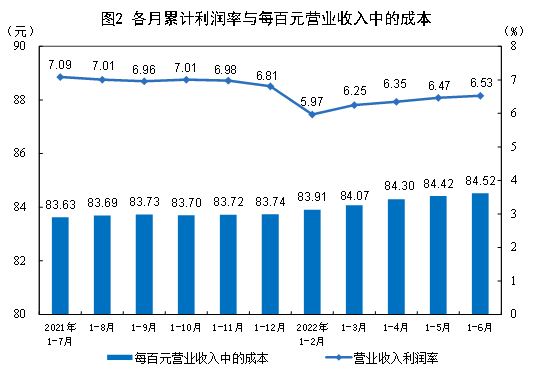 图2 各月累计利润率与每百元营业收入中的成本
（元） （%）
90 8
7.09 7.01 6.96 7.01 6.98 6.81 5.97 6.25 6.35 6.47 6.53
7
88
6
5
86
4
83.63 83.69 83.73 83.70 83.72 83.74 83.91 84.07 84.30 84.42 84.52
84
3
2
82
1
80 0
2021年 1-8月 1-9月 1-10月 1-11月 1-12月 2022年 1-3月 1-4月 1-5月 1-6月
1-7月 1-2月
每百元营业收入中的成本 营业收入利润率